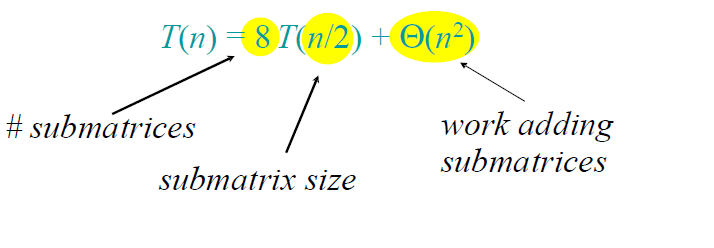 T(n) = 8 T(n/2) + Θ(n²)
# submatrices
submatrix size
work adding
submatrices